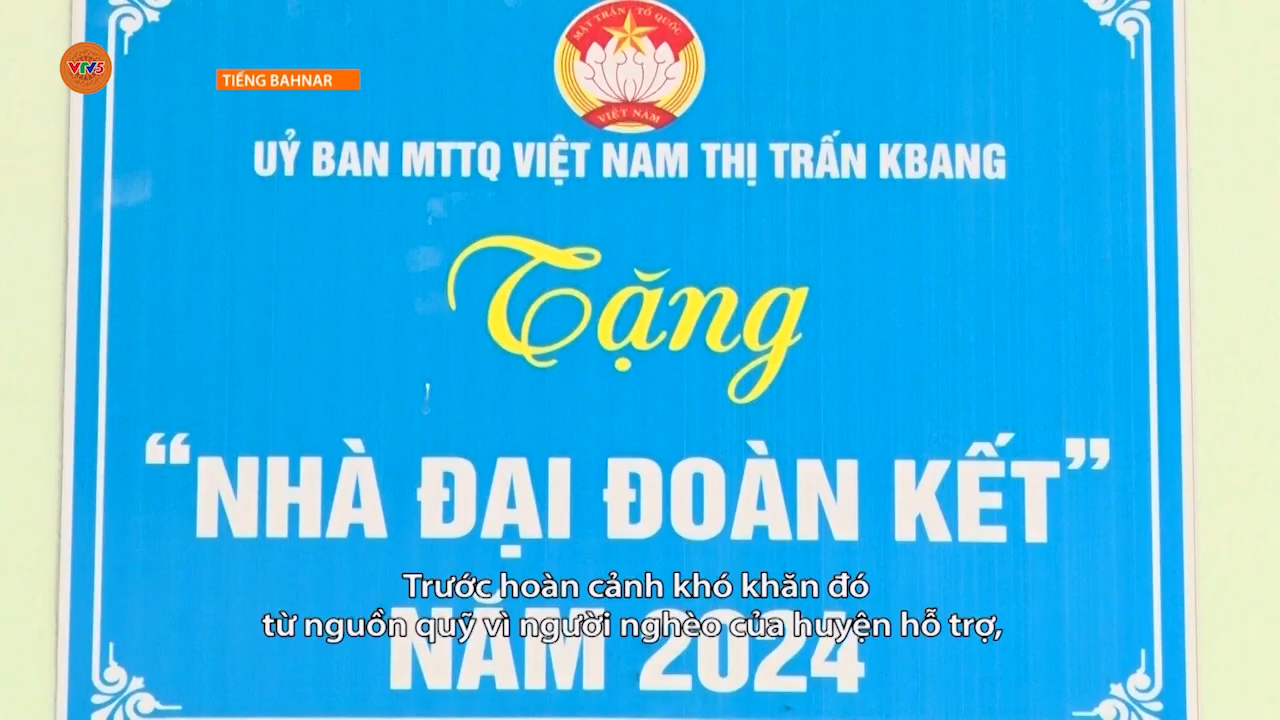 MẶT TRẬN TỔ QUỐC
VIỆT NAM
VTV5
TIẾNG BAHNAR
UỶ BAN MTTQ VIỆT NAM THỊ TRẤN KBANG
Tặng
“NHÀ ĐẠI ĐOÀN KẾT”
NĂM 2024
Trước hoàn cảnh khó khăn đó
từ nguồn quỹ vì người nghèo của huyện hỗ trợ,